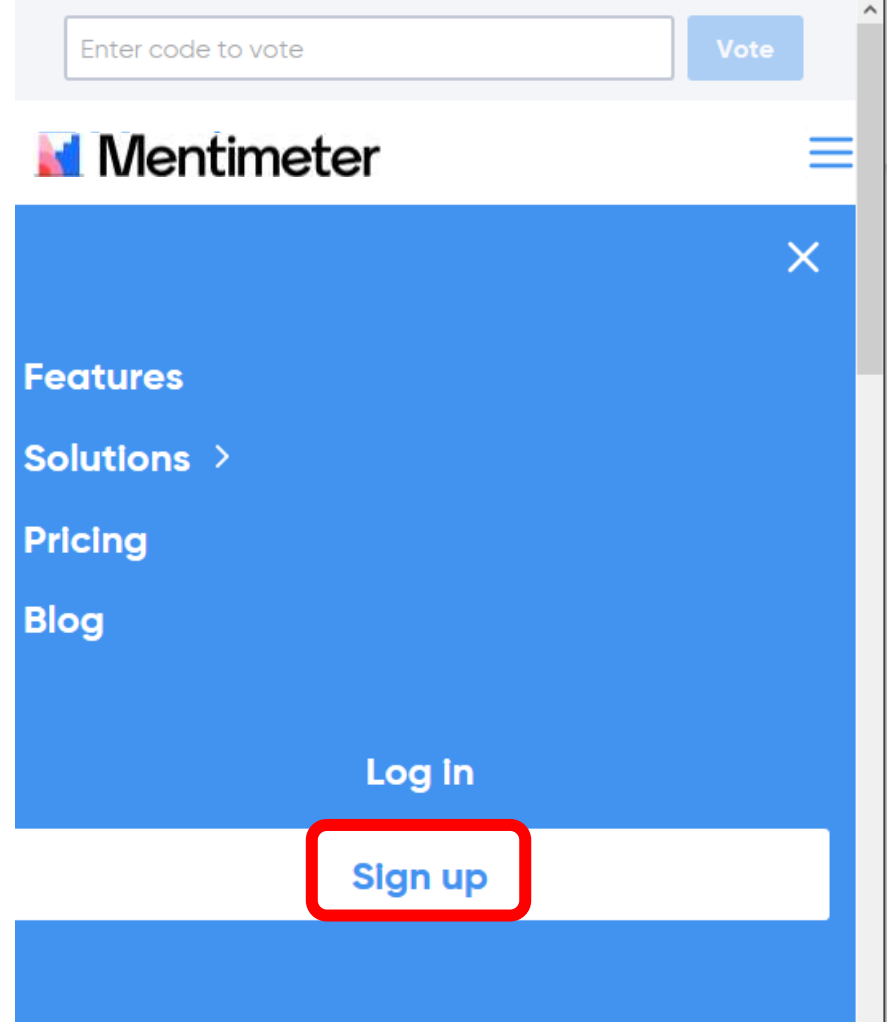 Enter code to vote
Vote
Mentimeter
Features
Solutions >
Pricing
Blog
Log in
Sign up